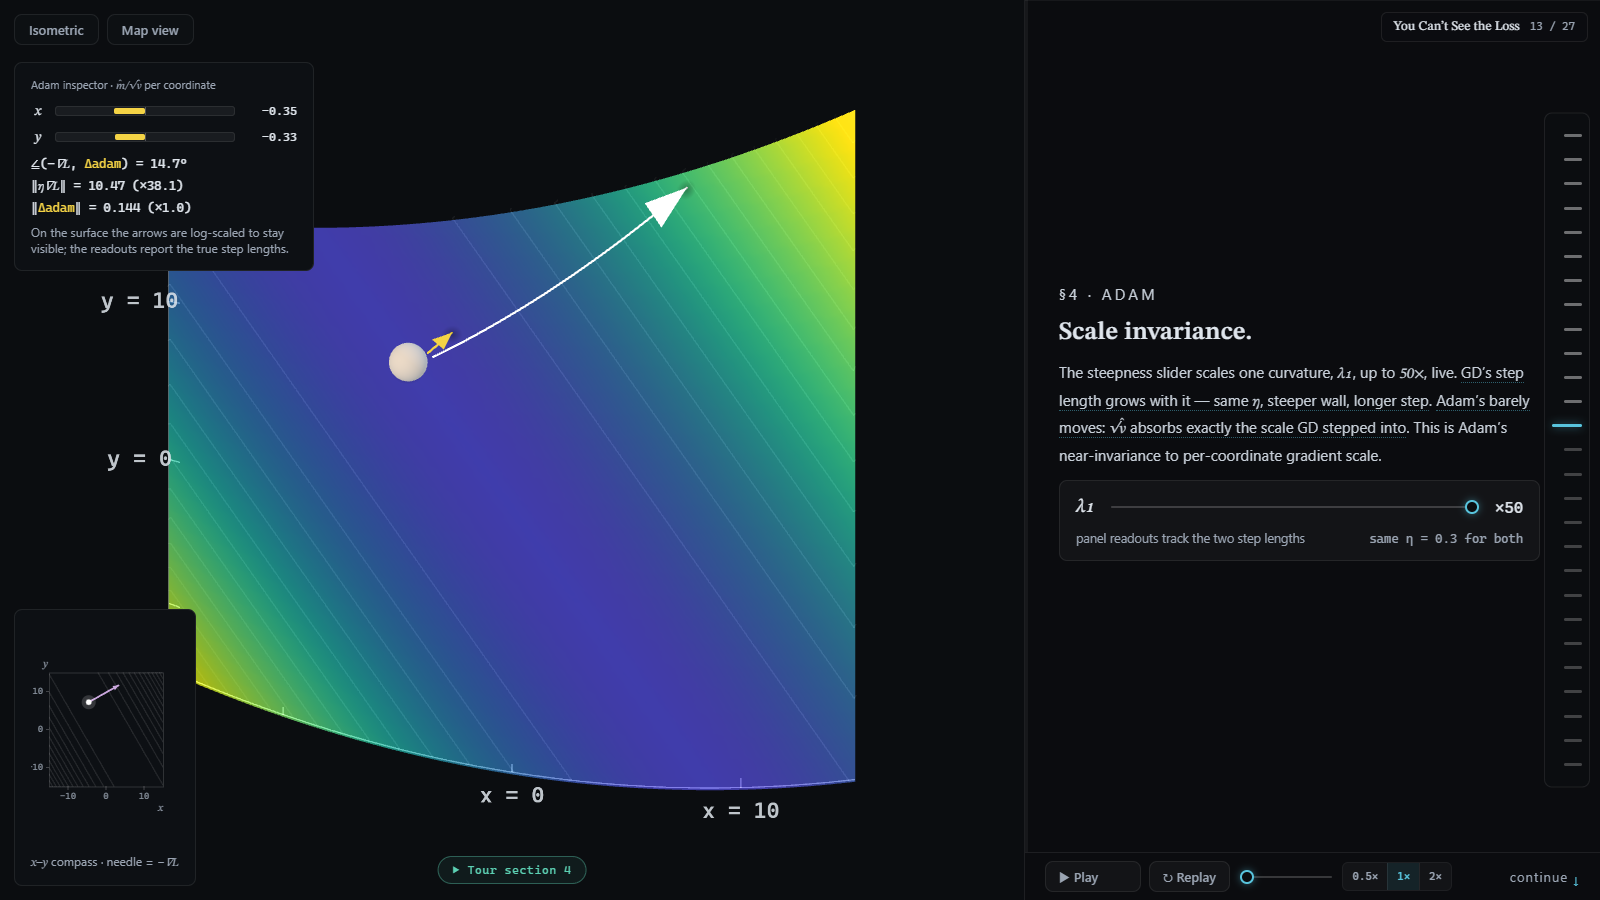 Isometric
Map view
Adam inspector · m̂/√v̂ per coordinate
x −0.35
y −0.33
∠(−∇L, Δadam) = 14.7°
‖η∇L‖ = 10.47 (×38.1)
‖Δadam‖ = 0.144 (×1.0)
On the surface the arrows are log-scaled to stay
visible; the readouts report the true step lengths.
y = 10
y = 0
x = 0
x = 10
y
10
0
-10
−10 0 10
x
x–y compass · needle = −∇L
▶ Tour section 4
You Can't See the Loss 13 / 27
§4 · ADAM
Scale invariance.
The steepness slider scales one curvature, λ₁, up to 50×, live. GD's step
length grows with it — same η, steeper wall, longer step. Adam's barely
moves: √v̂ absorbs exactly the scale GD stepped into. This is Adam's
near-invariance to per-coordinate gradient scale.
λ₁ ×50
panel readouts track the two step lengths same η = 0.3 for both
▶ Play
↻ Replay
0.5× 1× 2×
continue ↓